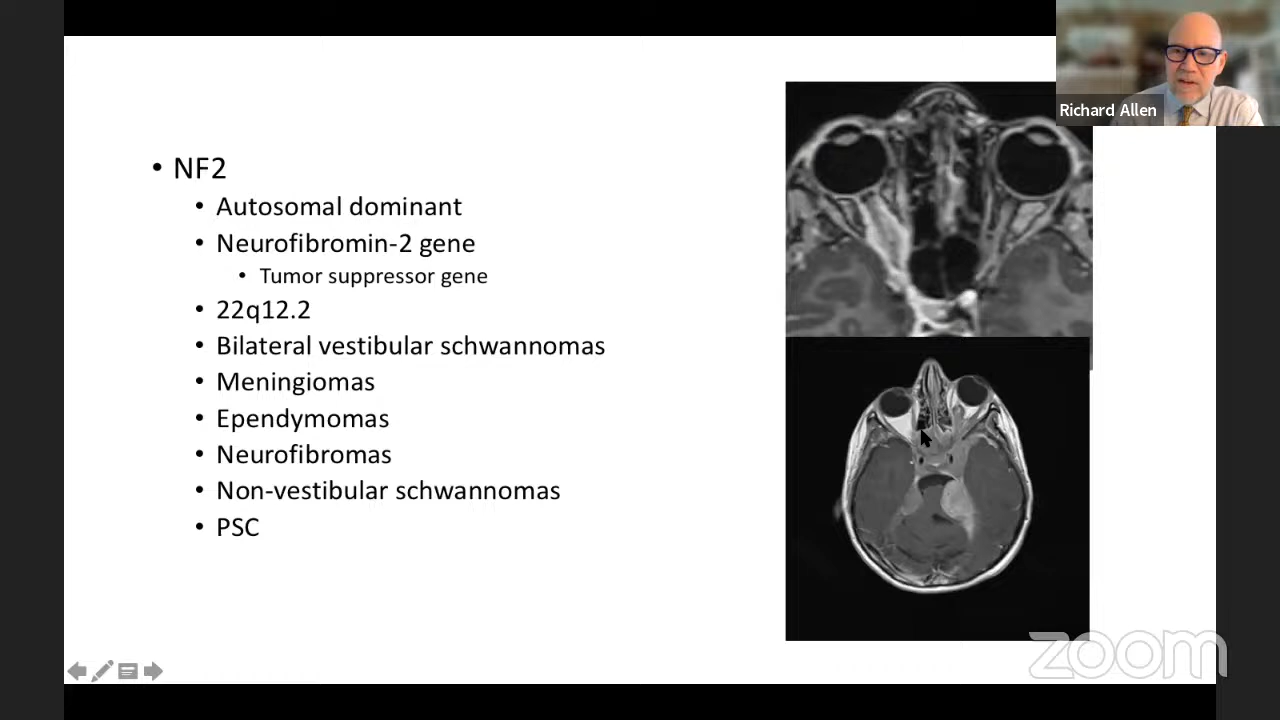 Richard Allen
• NF2
• Autosomal dominant
• Neurofibromin-2 gene
• Tumor suppressor gene
• 22q12.2
• Bilateral vestibular schwannomas
• Meningiomas
• Ependymomas
• Neurofibromas
• Non-vestibular schwannomas
• PSC
zoom